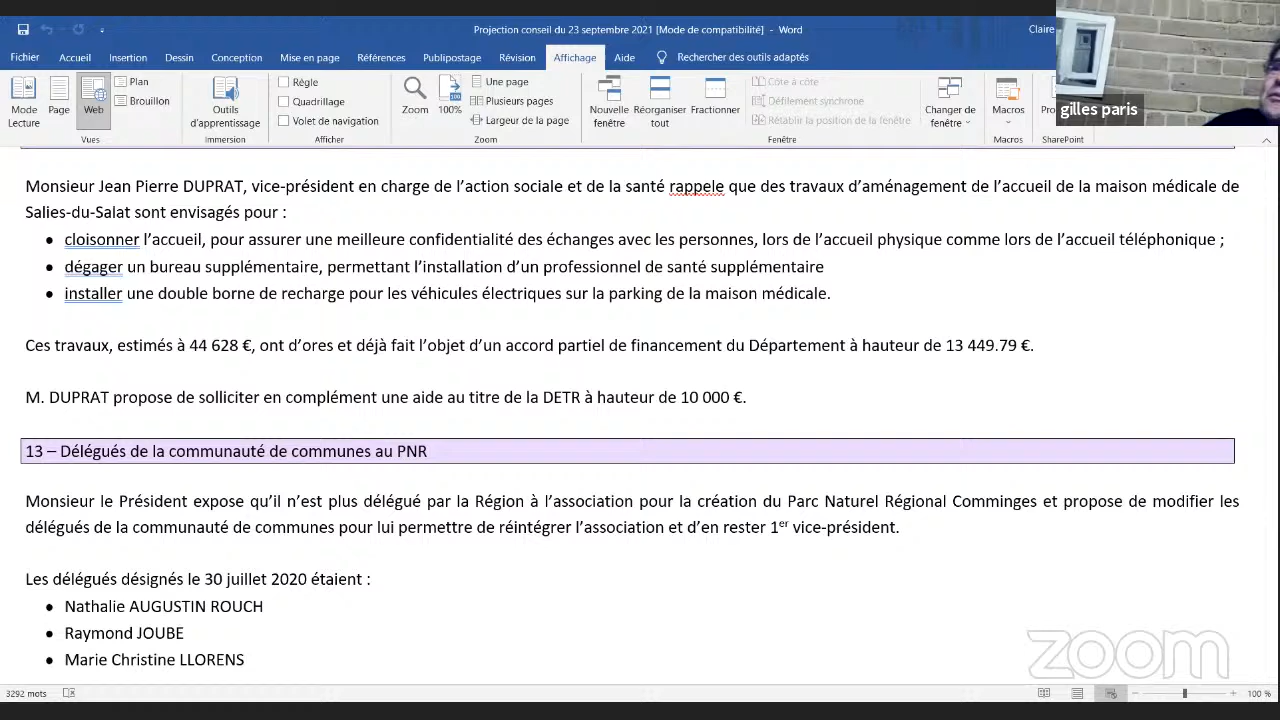 Projection conseil du 23 septembre 2021 [Mode de compatibilité] - Word
Claire
Fichier Accueil Insertion Dessin Conception Mise en page Références Publipostage Révision Affichage Aide Rechercher des outils adaptés
Mode Lecture
Page
Web
Plan
Brouillon
Vues
Outils d'apprentissage
Immersion
Règle
Quadrillage
Volet de navigation
Afficher
Zoom
100%
Une page
Plusieurs pages
Largeur de la page
Zoom
Nouvelle fenêtre
Réorganiser tout
Fractionner
Côte à côte
Défilement synchrone
Rétablir la position de la fenêtre
Changer de fenêtre
Fenêtre
Macros
Macros
SharePoint
gilles paris
Monsieur Jean Pierre DUPRAT, vice-président en charge de l'action sociale et de la santé rappele que des travaux d'aménagement de l'accueil de la maison médicale de
Salies-du-Salat sont envisagés pour :
• cloisonner l'accueil, pour assurer une meilleure confidentialité des échanges avec les personnes, lors de l'accueil physique comme lors de l'accueil téléphonique ;
• dégager un bureau supplémentaire, permettant l'installation d'un professionnel de santé supplémentaire
• installer une double borne de recharge pour les véhicules électriques sur la parking de la maison médicale.
Ces travaux, estimés à 44 628 €, ont d'ores et déjà fait l'objet d'un accord partiel de financement du Département à hauteur de 13 449.79 €.
M. DUPRAT propose de solliciter en complément une aide au titre de la DETR à hauteur de 10 000 €.
13 – Délégués de la communauté de communes au PNR
Monsieur le Président expose qu'il n'est plus délégué par la Région à l'association pour la création du Parc Naturel Régional Comminges et propose de modifier les
délégués de la communauté de communes pour lui permettre de réintégrer l'association et d'en rester 1er vice-président.
Les délégués désignés le 30 juillet 2020 étaient :
• Nathalie AUGUSTIN ROUCH
• Raymond JOUBE
• Marie Christine LLORENS
zoom
3292 mots
100 %